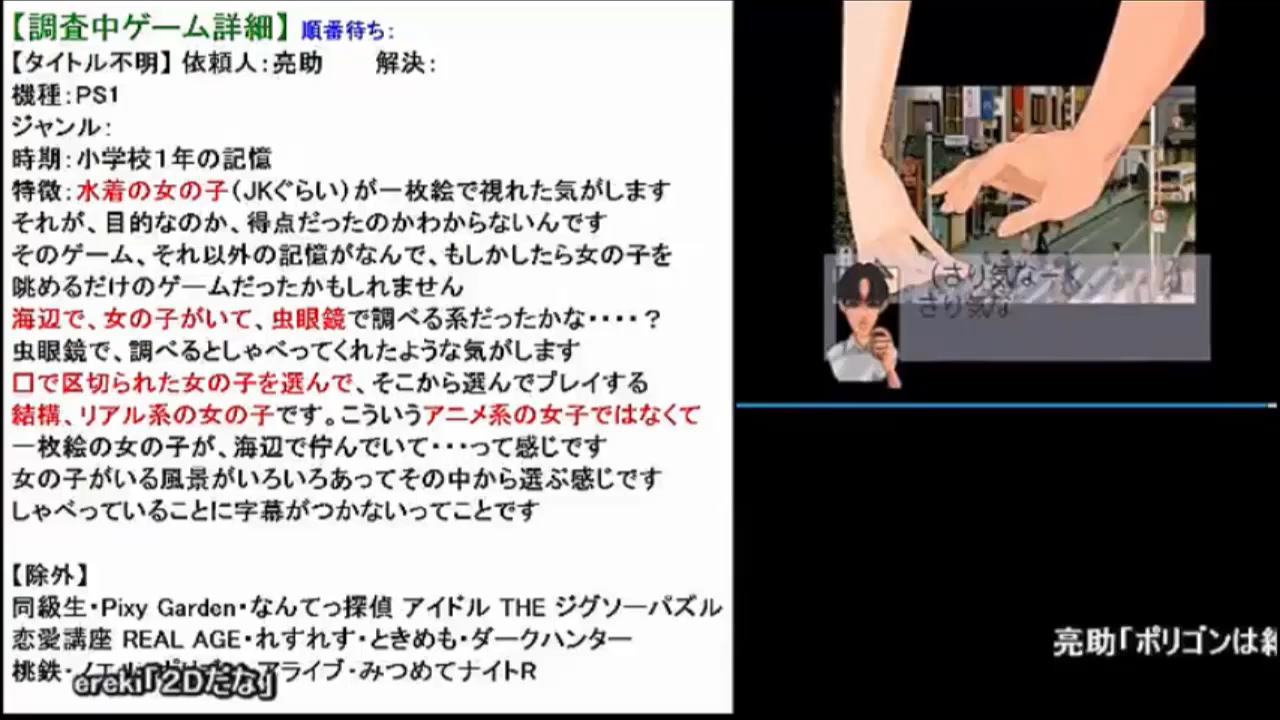 【調査中ゲーム詳細】 順番待ち:
【タイトル不明】 依頼人:亮助 解決:
機種:PS1
ジャンル:
時期:小学校1年の記憶
特徴:水着の女の子(JKぐらい)が一枚絵で視れた気がします
それが、目的なのか、得点だったのかわからないんです
そのゲーム、それ以外の記憶がなんで、もしかしたら女の子を
眺めるだけのゲームだったかもしれません
海辺で、女の子がいて、虫眼鏡で調べる系だったかな・・・・?
虫眼鏡で、調べるとしゃべってくれたような気がします
口で区切られた女の子を選んで、そこから選んでプレイする
結構、リアル系の女の子です。こういうアニメ系の女子ではなくて
一枚絵の女の子が、海辺で佇んでいて・・・って感じです
女の子がいる風景がいろいろあってその中から選ぶ感じです
しゃべっていることに字幕がつかないってことです
【除外】
同級生・Pixy Garden・なんてっ探偵 アイドル THE ジグソーパズル
恋愛講座 REAL AGE・れすれす・ときめも・ダークハンター
桃鉄・ノエル アライブ・みつめてナイトR
ereki「2Dだな」
(さり気なーく、
さり気な
亮助「ポリゴンは